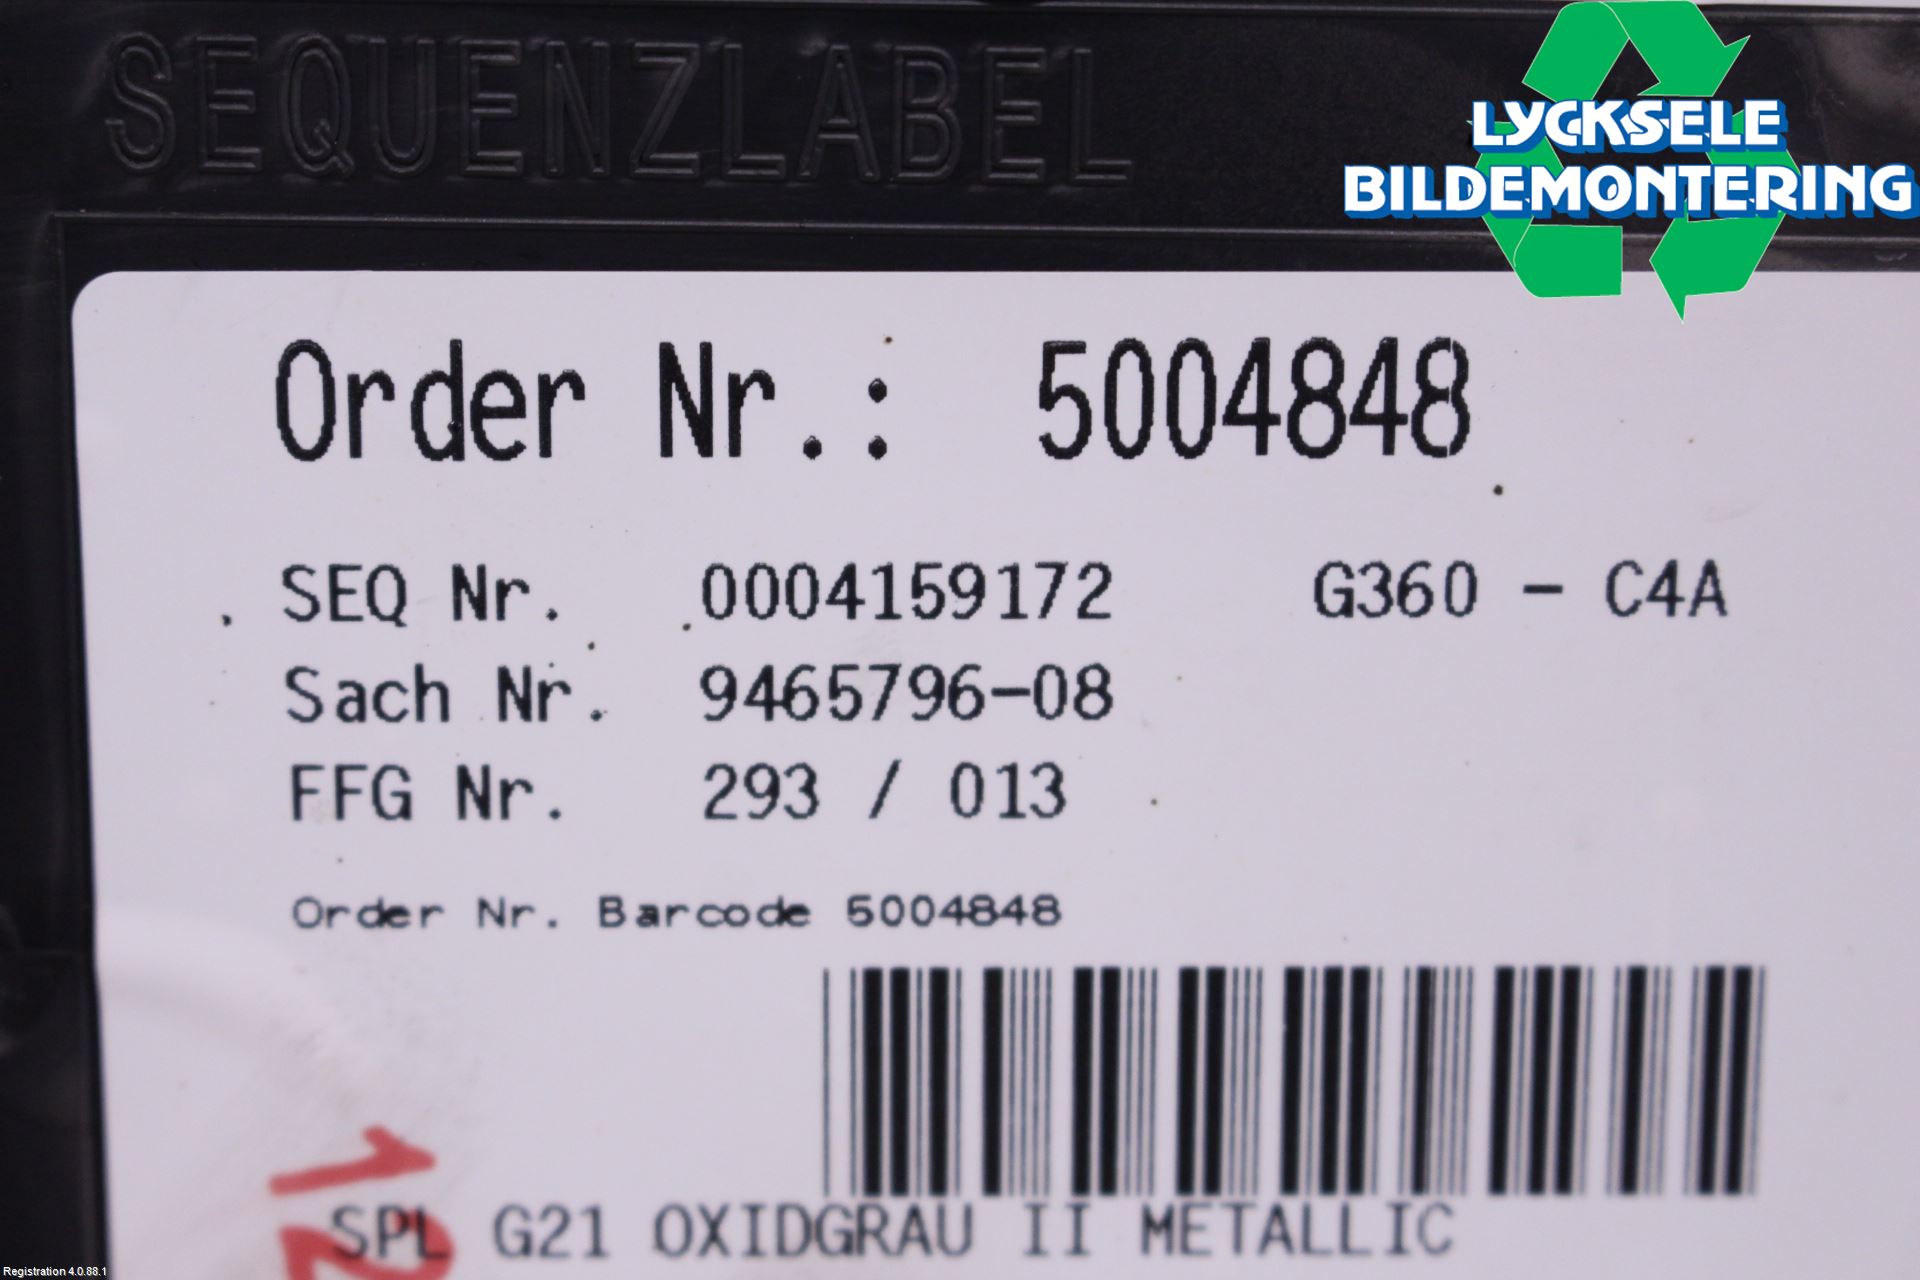 SEQUENZLABEL
LYCKSELE
BILDEMONTERING
Order Nr.: 5004848
SEQ Nr. 0004159172 G360 - C4A
Sach Nr. 9465796-08
FFG Nr. 293 / 013
Order Nr. Barcode 5004848
12
SPL G21 OXIDGRAU II METALLIC
Registration 4.0.88.1